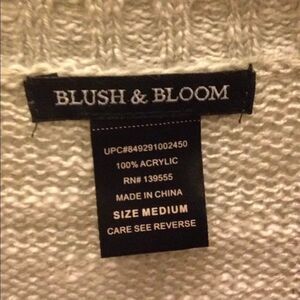 BLUSH & BLOOM
UPC#849291002450
100% ACRYLIC
RN# 139555
MADE IN CHINA
SIZE MEDIUM
CARE SEE REVERSE